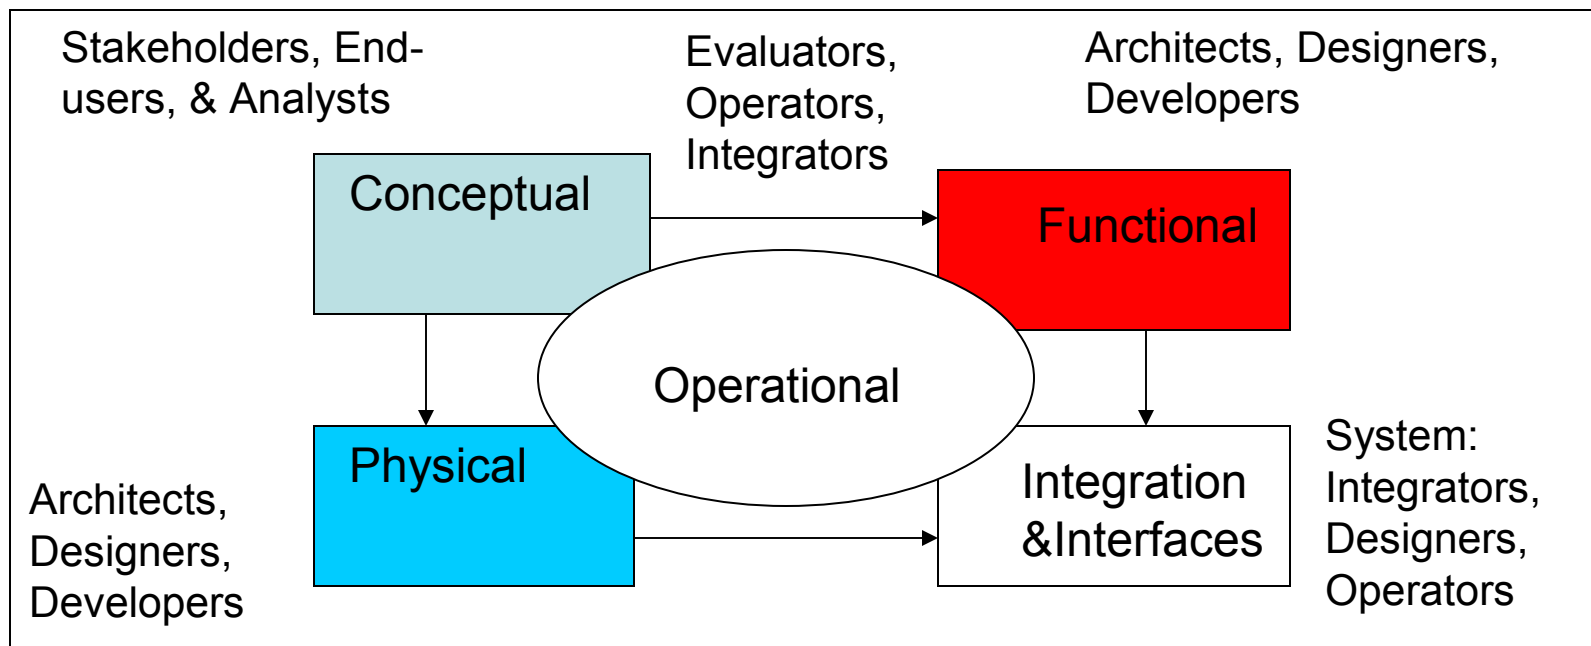 Stakeholders, End-
users, & Analysts
Evaluators,
Operators,
Integrators
Architects, Designers,
Developers
Conceptual
Functional
Operational
Physical
Integration
&Interfaces
Architects,
Designers,
Developers
System:
Integrators,
Designers,
Operators